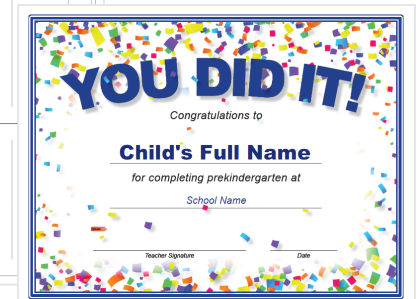 YOU DID IT!
Congratulations to
Child's Full Name
for completing prekindergarten at
School Name
Teacher Signature Date